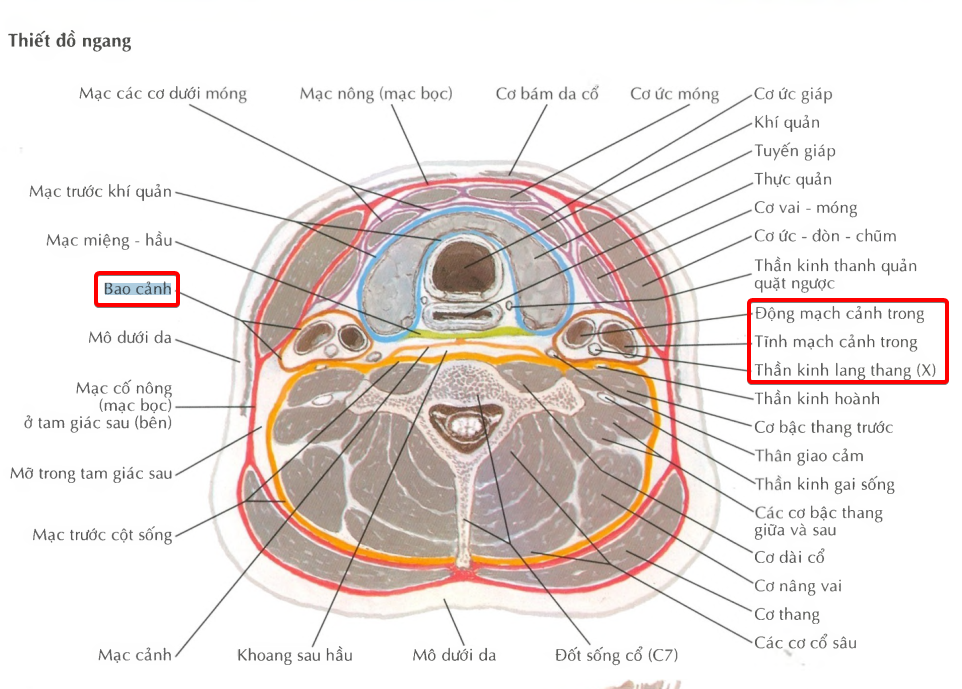 Thiết đồ ngang
Mạc các cơ dưới móng
Mạc nông (mạc bọc)
Cơ bám da cổ
Cơ ức móng
Cơ ức giáp
Khí quản
Tuyến giáp
Thực quản
Cơ vai - móng
Cơ ức - đòn - chũm
Thần kinh thanh quản
quặt ngược
Động mạch cảnh trong
Tĩnh mạch cảnh trong
Thần kinh lang thang (X)
Thần kinh hoành
Cơ bậc thang trước
Thân giao cảm
Thần kinh gai sống
Các cơ bậc thang
giữa và sau
Cơ dài cổ
Cơ nâng vai
Cơ thang
Các cơ cổ sâu
Mạc trước khí quản
Mạc miệng - hầu
Bao cảnh
Mô dưới da
Mạc cố nông
(mạc bọc)
ở tam giác sau (bên)
Mỡ trong tam giác sau
Mạc trước cột sống
Mạc cảnh
Khoang sau hầu
Mô dưới da
Đốt sống cổ (C7)